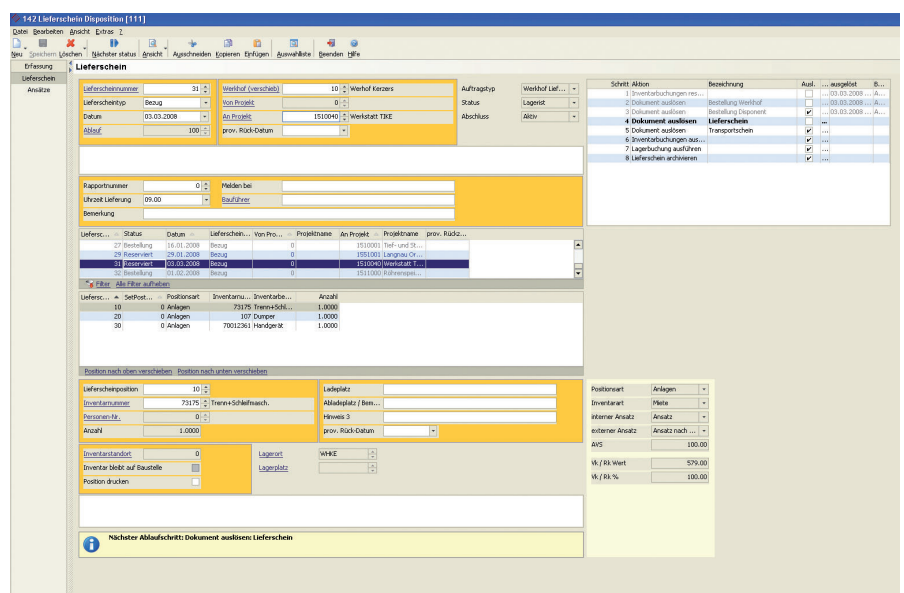 142 Lieferschein Disposition [111]
Datei Bearbeiten Ansicht Extras ?
Neu Speichern Löschen Nächster status Ansicht Ausschneiden Kopieren Einfügen Auswahlliste Beenden Hilfe
Erfassung
Lieferschein
Ansätze
Lieferschein
Lieferscheinnummer 31
Lieferscheintyp Bezug
Datum 03.03.2008
Ablauf 100
Werkhof (verschieb) 10 Werhof Kerzers
Von Projekt 0
An Projekt 1510040 Werkstatt TIKE
prov. Rück-Datum
Auftragstyp Werkhof Lief...
Status Lagerist
Abschluss Aktiv
Schritt Aktion Bezeichnung Ausl. ... ausgelöst B...
1 Inventarbuchungen res... ... 03.03.2008 ... A...
2 Dokument auslösen Bestellung Werkhof ... 03.03.2008 ... A...
3 Dokument auslösen Bestellung Disponent ... 03.03.2008 ... A...
4 Dokument auslösen Lieferschein ...
5 Dokument auslösen Transportschein ...
6 Inventarbuchungen aus... ...
7 Lagerbuchung ausführen ...
8 Lieferschein archivieren ...
Rapportnummer 0
Uhrzeit Lieferung 09.00
Bemerkung
Melden bei
Bauführer
Liefersc... Status Datum Lieferschein... Von Pro... Projektname An Projekt Projektname prov. Rückz...
27 Bestellung 16.01.2008 Bezug 0 1510001 Tief- und St...
29 Reserviert 29.01.2008 Bezug 0 1551001 Langnau Or...
31 Reserviert 03.03.2008 Bezug 0 1510040 Werkstatt T...
32 Bestellung 01.02.2008 Bezug 0 1511000 Rohrenspei...
Filter Alle Filter aufheben
Liefersc... SetPost... Positionsart Inventarnu... Inventarbe... Anzahl
10 0 Anlagen 73175 Trenn+Schl... 1.0000
20 0 Anlagen 107 Dumper 1.0000
30 0 Anlagen 70012361 Handgerät 1.0000
Position nach oben verschieben Position nach unten verschieben
Lieferscheinposition 10
Inventarnummer 73175 Trenn+Schleifmasch.
Personen-Nr. 0
Anzahl 1.0000
Ladeplatz
Abladeplatz / Bem...
Hinweis 3
prov. Rück-Datum
Positionsart Anlagen
Inventarart Miete
interner Ansatz Ansatz
externer Ansatz Ansatz nach ...
AVS 100.00
Vk / Rk Wert 579.00
Vk / Rk % 100.00
Inventarstandort 0
Inventar bleibt auf Baustelle
Position drucken
Lagerort WHKE
Lagerplatz
Nächster Ablaufschritt: Dokument auslösen: Lieferschein